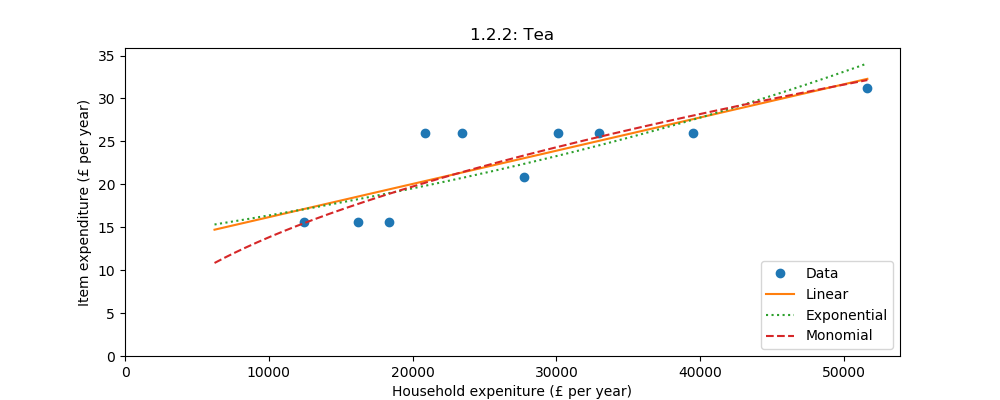 1.2.2: Tea
Item expenditure (£ per year)
35
30
25
20
15
10
5
0
0 10000 20000 30000 40000 50000
Household expeniture (£ per year)
Data
Linear
Exponential
Monomial